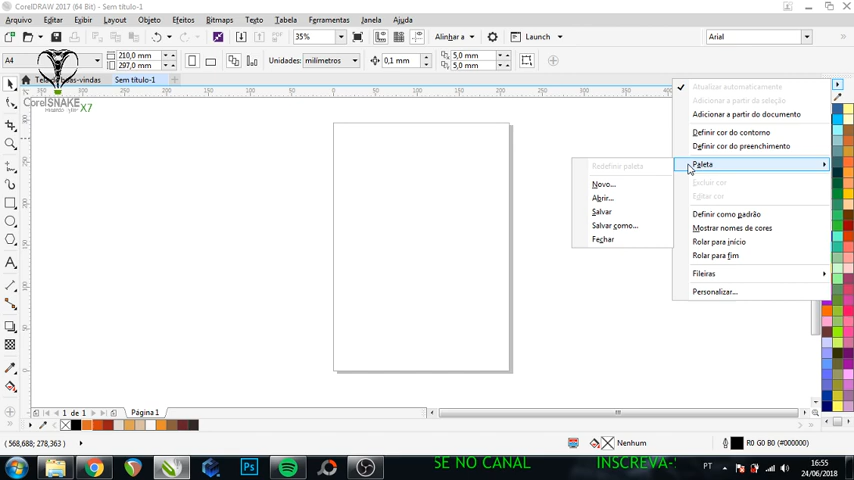 CorelDRAW X7 (64 Bit) - Sem título-1
Arquivo Editar Exibir Layout Objeto Efeitos Bitmaps Texto Tabela Ferramentas Janela Ajuda
35% Alinhar a Launch Arial
A4 210,0 mm 297,0 mm Unidades: milímetros 0,1 mm 5,0 mm 5,0 mm
Tela de boas-vindas Sem título-1
CorelSNAKE X7
Atualizar automaticamente
Adicionar a partir da seleção
Adicionar a partir do documento
Definir cor do contorno
Definir cor do preenchimento
Paleta
Excluir cor
Editar cor
Definir como padrão
Mostrar nomes de cores
Rolar para início
Rolar para fim
Fileiras
Personalizar...
Redefinir paleta
Novo...
Abrir...
Salvar
Salvar como...
Fechar
1 de 1 Página 1
(568,688; 278,363) Nenhum R0 G0 B0 (#000000)
SE NO CANAL INSCREVA-
PT 16:55
24/06/2018